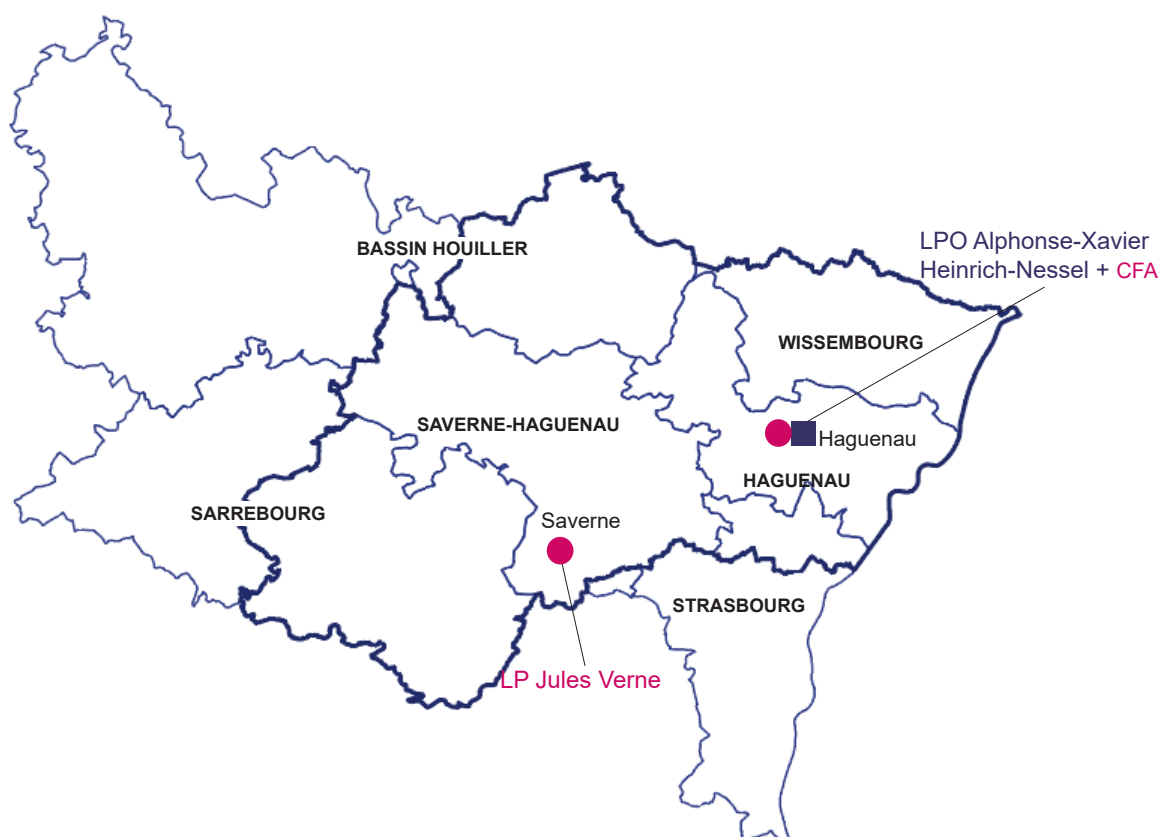 BASSIN HOUILLER
LPO Alphonse-Xavier
Heinrich-Nessel + CFA
WISSEMBOURG
SAVERNE-HAGUENAU
Haguenau
HAGUENAU
SARREBOURG
Saverne
STRASBOURG
LP Jules Verne